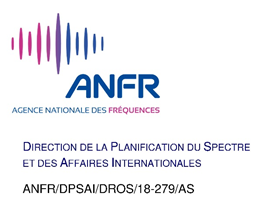 ANFR
AGENCE NATIONALE DES FRÉQUENCES
DIRECTION DE LA PLANIFICATION DU SPECTRE
ET DES AFFAIRES INTERNATIONALES
ANFR/DPSAI/DROS/18-279/AS